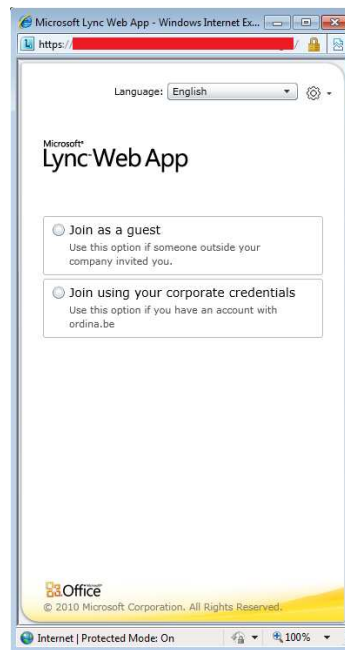 Microsoft Lync Web App - Windows Internet Ex...
https://
Language: English
Microsoft®
Lync Web App
Join as a guest
Use this option if someone outside your
company invited you.
Join using your corporate credentials
Use this option if you have an account with
ordina.be
Office
© 2010 Microsoft Corporation. All Rights Reserved.
Internet | Protected Mode: On 100%